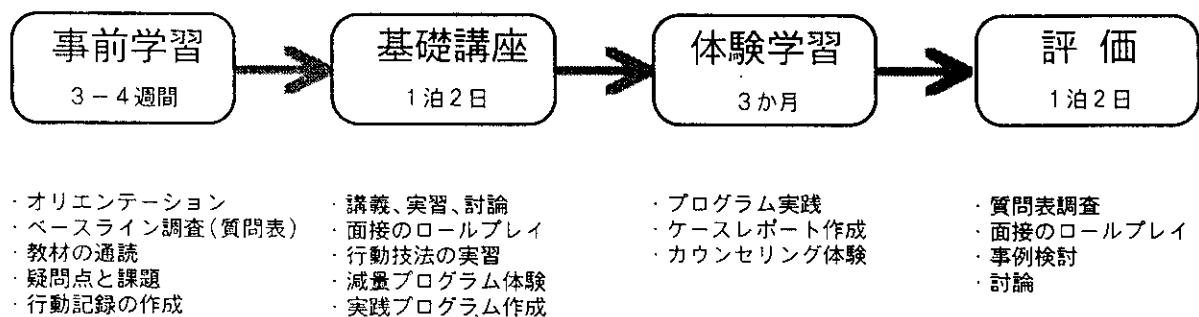 事前学習
3－4週間
基礎講座
1泊2日
体験学習
3か月
評 価
1泊2日
・オリエンテーション
・ベースライン調査(質問表)
・教材の通読
・疑問点と課題
・行動記録の作成
・講義、実習、討論
・面接のロールプレイ
・行動技法の実習
・減量プログラム体験
・実践プログラム作成
・プログラム実践
・ケースレポート作成
・カウンセリング体験
・質問表調査
・面接のロールプレイ
・事例検討
・討論